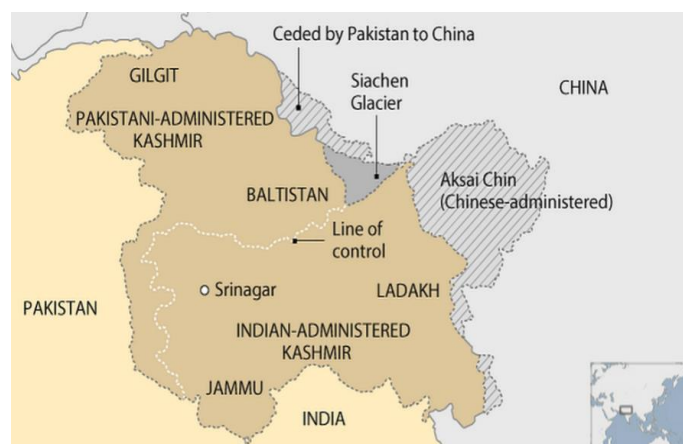 Ceded by Pakistan to China
GILGIT
Siachen
Glacier
CHINA
PAKISTANI-ADMINISTERED
KASHMIR
Aksai Chin
(Chinese-administered)
BALTISTAN
Line of
control
Srinagar
LADAKH
PAKISTAN
INDIAN-ADMINISTERED
KASHMIR
JAMMU
INDIA